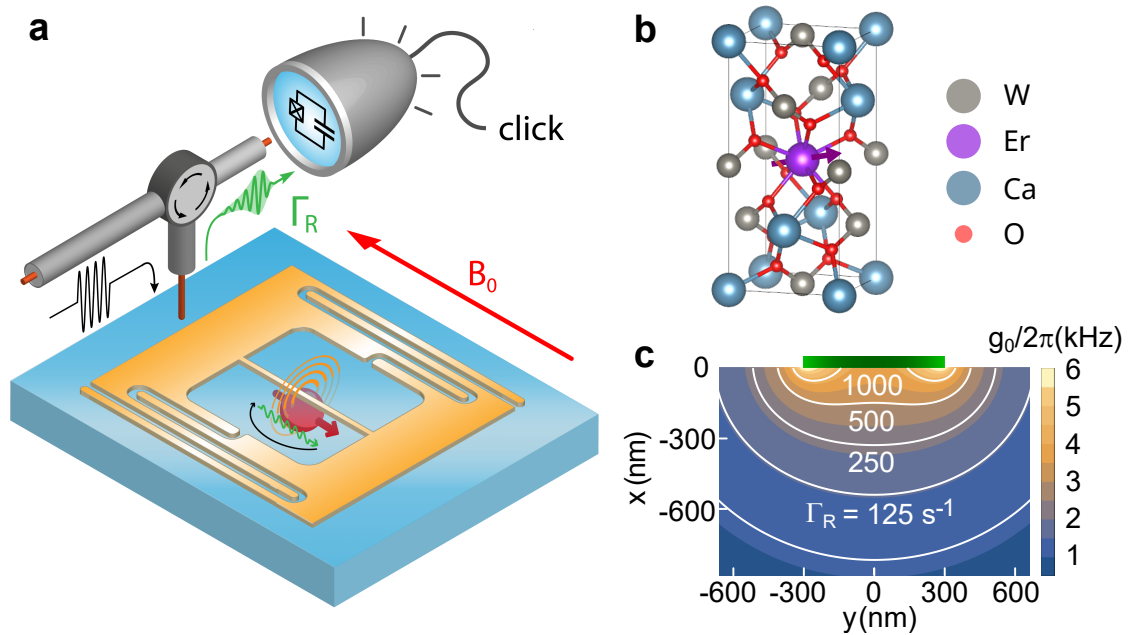 a
click
Γ_R
B_0
b
W
Er
Ca
O
c
g_0/2π(kHz)
0
-300
-600
x (nm)
1000
500
250
Γ_R = 125 s^-1
6
5
4
3
2
1
-600 -300 0 300 600
y(nm)